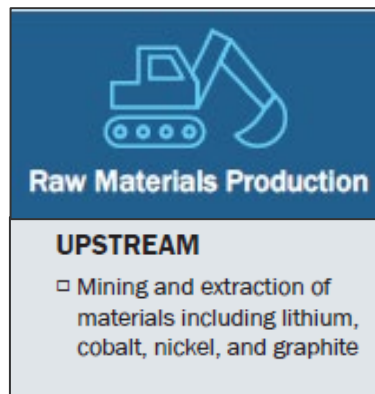 Raw Materials Production
UPSTREAM
□ Mining and extraction of
materials including lithium,
cobalt, nickel, and graphite